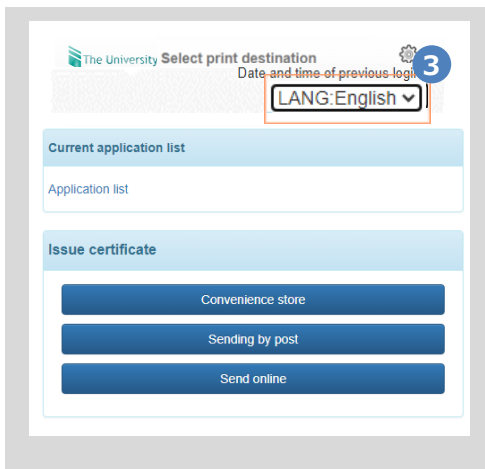 The University Select print destination
3
Date and time of previous login
LANG:English
Current application list
Application list
Issue certificate
Convenience store
Sending by post
Send online